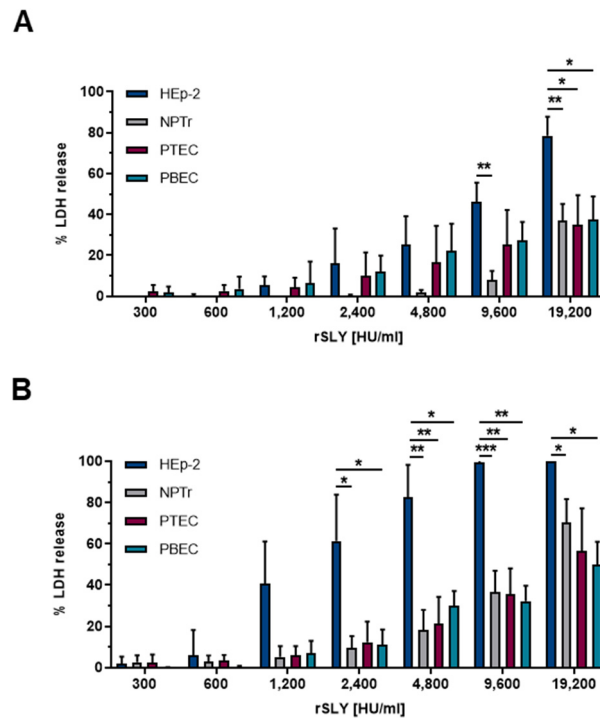 A
* 
* 
** 
**
100
80
60
40
20
0
% LDH release
HEp-2
NPTr
PTEC
PBEC
300 600 1,200 2,400 4,800 9,600 19,200
rSLY [HU/ml]
B
* ** *
* ** ** *
* ** ***
100
80
60
40
20
0
% LDH release
HEp-2
NPTr
PTEC
PBEC
300 600 1,200 2,400 4,800 9,600 19,200
rSLY [HU/ml]